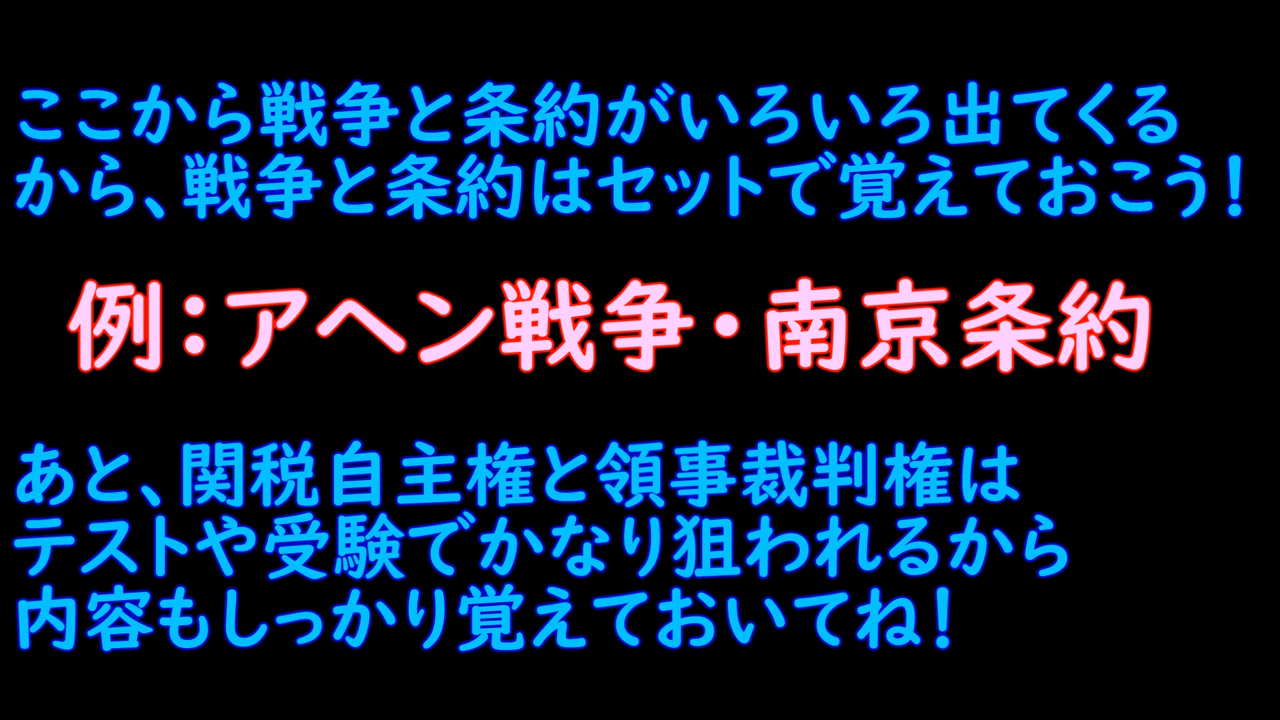 ここから戦争と条約がいろいろ出てくる
から、戦争と条約はセットで覚えておこう！
例：アヘン戦争・南京条約
あと、関税自主権と領事裁判権は
テストや受験でかなり狙われるから
内容もしっかり覚えておいてね！